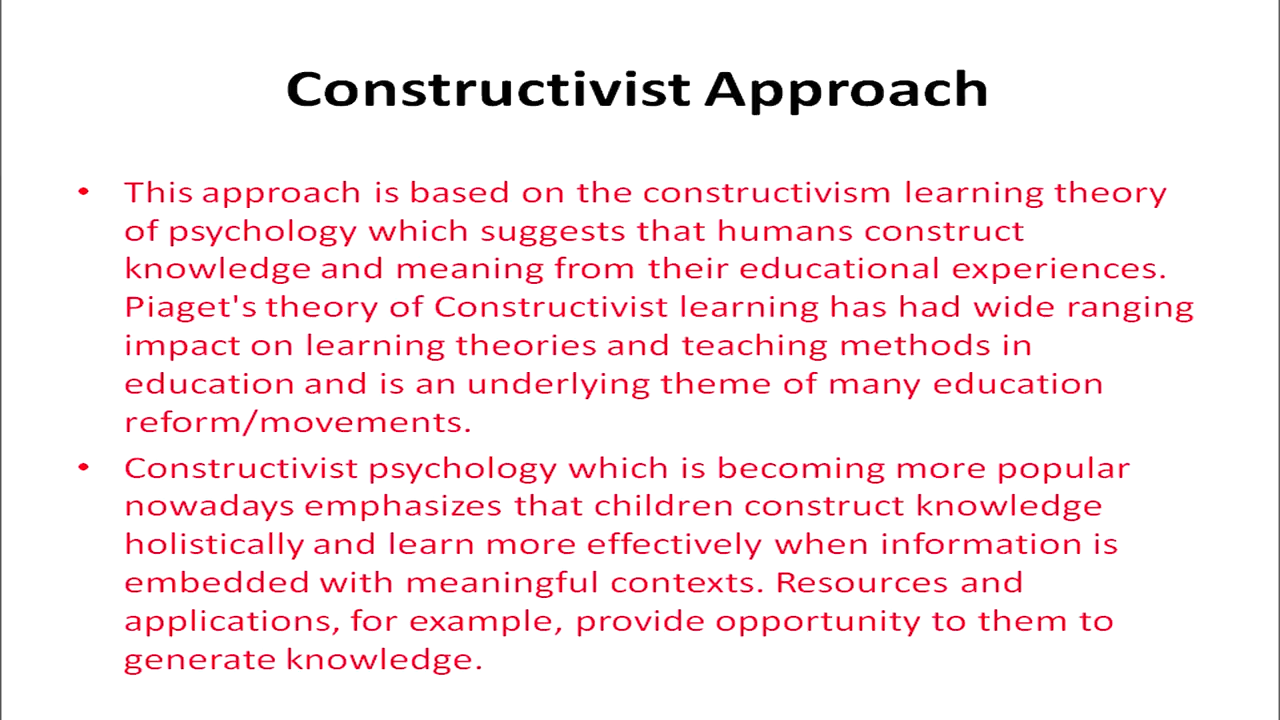 Constructivist Approach
• This approach is based on the constructivism learning theory
of psychology which suggests that humans construct
knowledge and meaning from their educational experiences.
Piaget's theory of Constructivist learning has had wide ranging
impact on learning theories and teaching methods in
education and is an underlying theme of many education
reform/movements.
• Constructivist psychology which is becoming more popular
nowadays emphasizes that children construct knowledge
holistically and learn more effectively when information is
embedded with meaningful contexts. Resources and
applications, for example, provide opportunity to them to
generate knowledge.